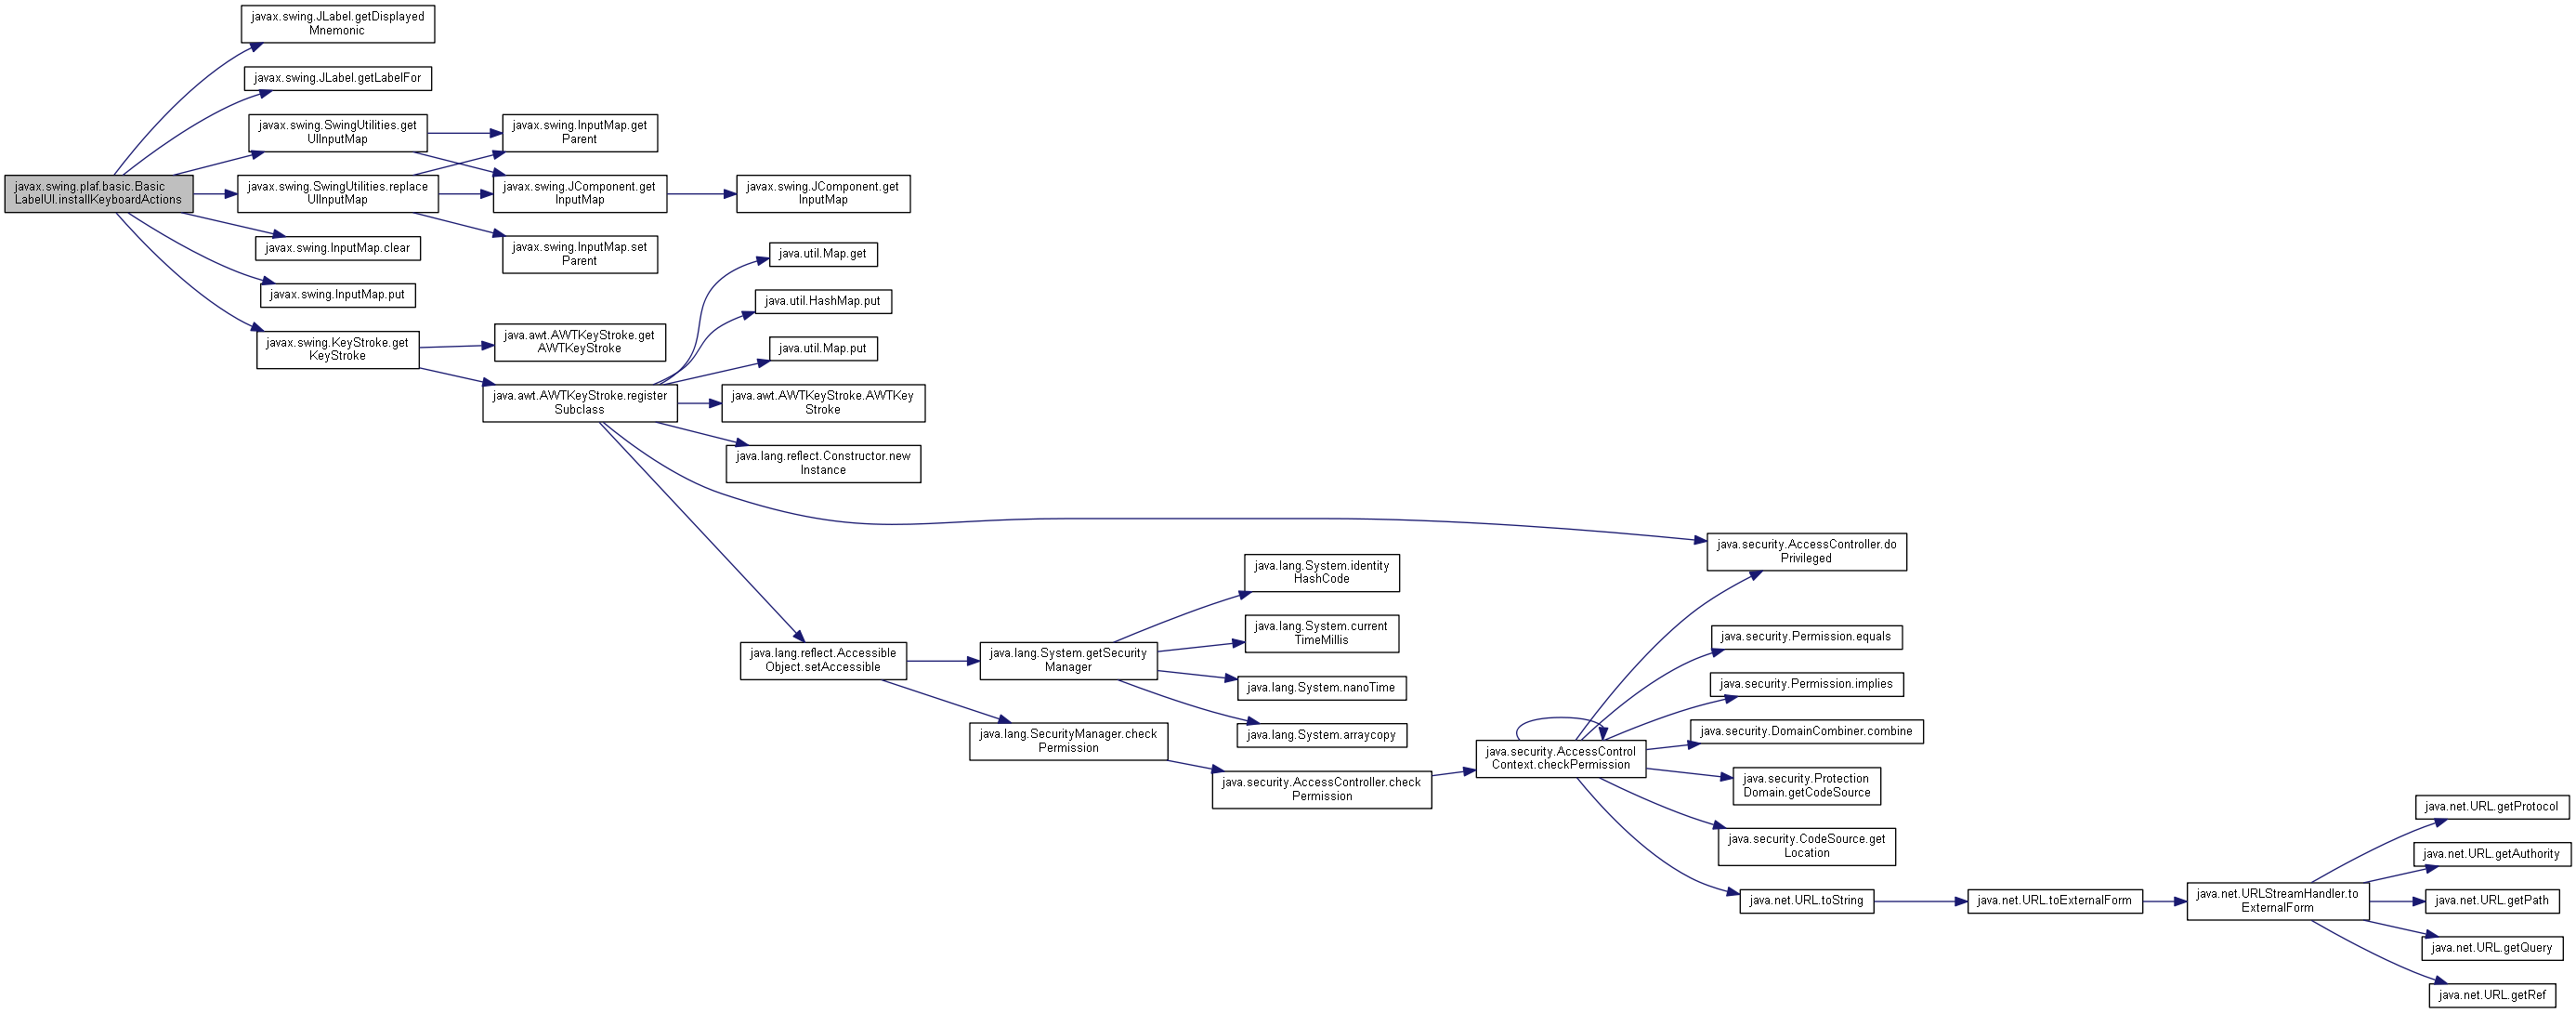 javax.swing.JLabel.getDisplayed
Mnemonic
javax.swing.JLabel.getLabelFor
javax.swing.SwingUtilities.get
UIInputMap
javax.swing.InputMap.get
Parent
javax.swing.plaf.basic.Basic
LabelUI.installKeyboardActions
javax.swing.SwingUtilities.replace
UIInputMap
javax.swing.JComponent.get
InputMap
javax.swing.JComponent.get
InputMap
javax.swing.InputMap.clear
javax.swing.InputMap.set
Parent
javax.swing.InputMap.put
javax.swing.KeyStroke.get
KeyStroke
java.awt.AWTKeyStroke.get
AWTKeyStroke
java.awt.AWTKeyStroke.register
Subclass
java.util.Map.get
java.util.HashMap.put
java.util.Map.put
java.awt.AWTKeyStroke.AWTKey
Stroke
java.lang.reflect.Constructor.new
Instance
java.security.AccessController.do
Privileged
java.lang.reflect.Accessible
Object.setAccessible
java.lang.System.getSecurity
Manager
java.lang.System.identity
HashCode
java.lang.System.current
TimeMillis
java.lang.System.nanoTime
java.lang.System.arraycopy
java.lang.SecurityManager.check
Permission
java.security.AccessController.check
Permission
java.security.AccessControl
Context.checkPermission
java.security.Permission.equals
java.security.Permission.implies
java.security.DomainCombiner.combine
java.security.Protection
Domain.getCodeSource
java.security.CodeSource.get
Location
java.net.URL.toString
java.net.URL.toExternalForm
java.net.URLStreamHandler.to
ExternalForm
java.net.URL.getProtocol
java.net.URL.getAuthority
java.net.URL.getPath
java.net.URL.getQuery
java.net.URL.getRef